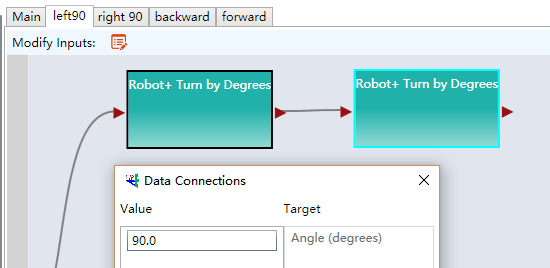 Main left90 right 90 backward forward
Modify Inputs:
Robot+ Turn by Degrees Robot+ Turn by Degrees
Data Connections
Value Target
90.0 Angle (degrees)